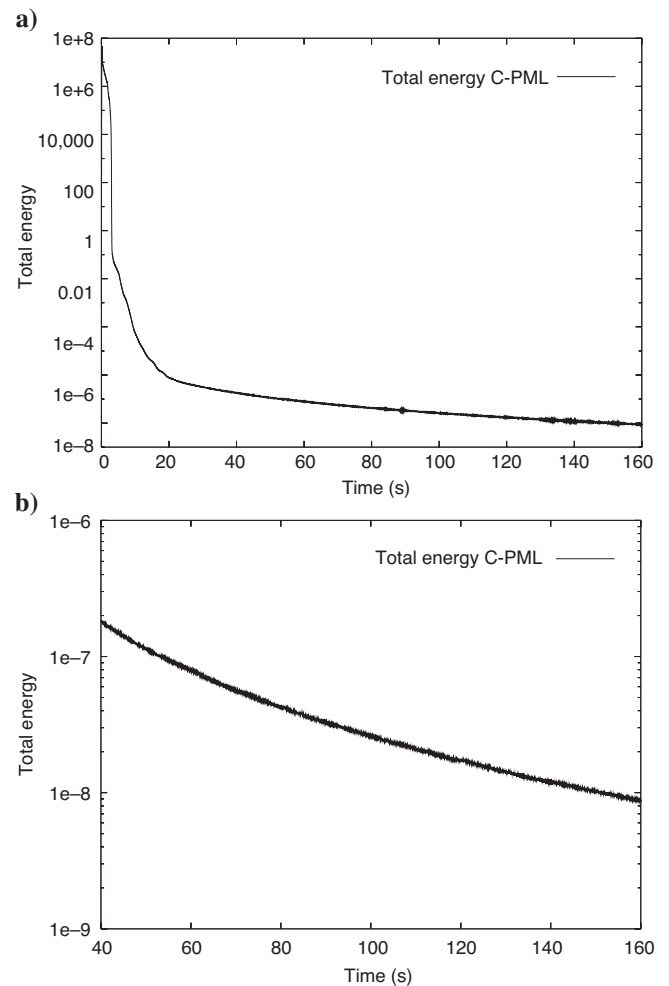 a)
1e+8
Total energy C-PML
1e+6
10,000
100
1
0.01
1e−4
1e−6
1e−8
Total energy
0 20 40 60 80 100 120 140 160
Time (s)
b)
1e−6
Total energy C-PML
1e−7
1e−8
1e−9
Total energy
40 60 80 100 120 140 160
Time (s)